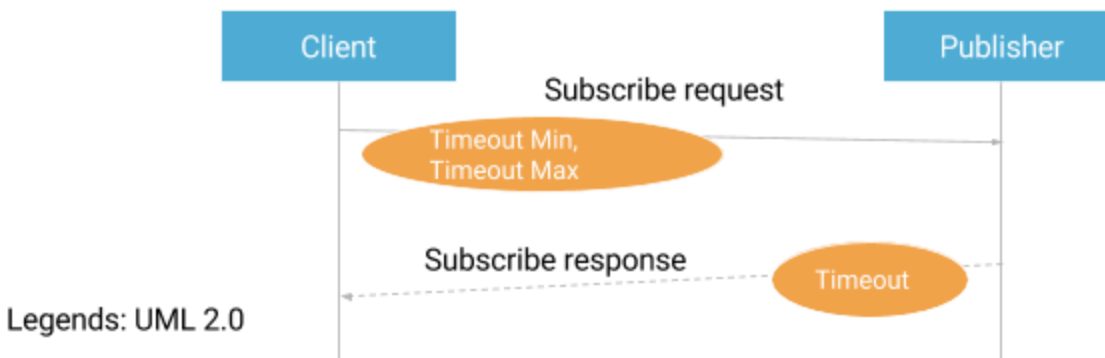 Client
Publisher
Subscribe request
Timeout Min,
Timeout Max
Subscribe response
Timeout
Legends: UML 2.0